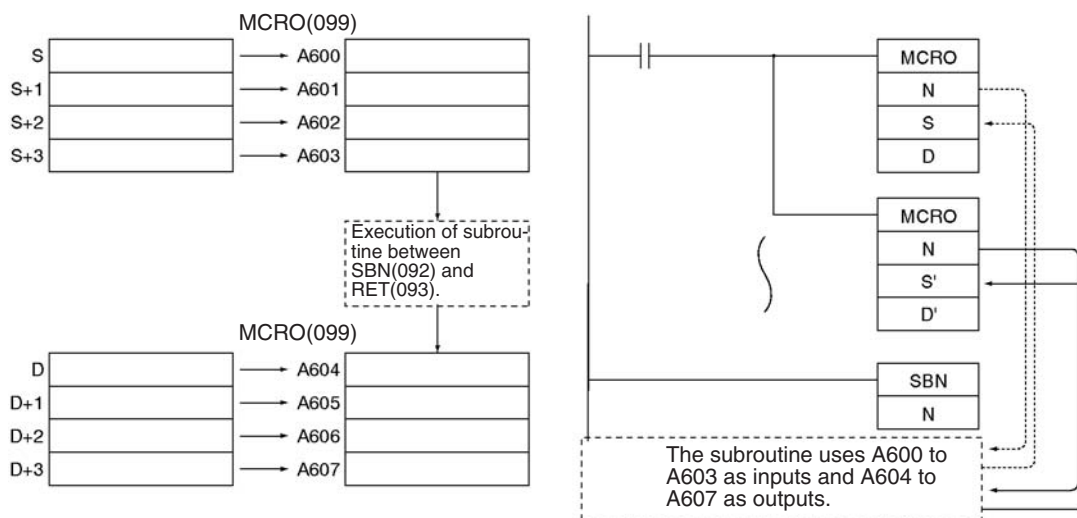 MCRO(099)
S
A600
S+1
A601
S+2
A602
S+3
A603
Execution of subrou-
tine between
SBN(092) and
RET(093).
MCRO(099)
D
A604
D+1
A605
D+2
A606
D+3
A607
MCRO
N
S
D
MCRO
N
S'
D'
SBN
N
The subroutine uses A600 to
A603 as inputs and A604 to
A607 as outputs.